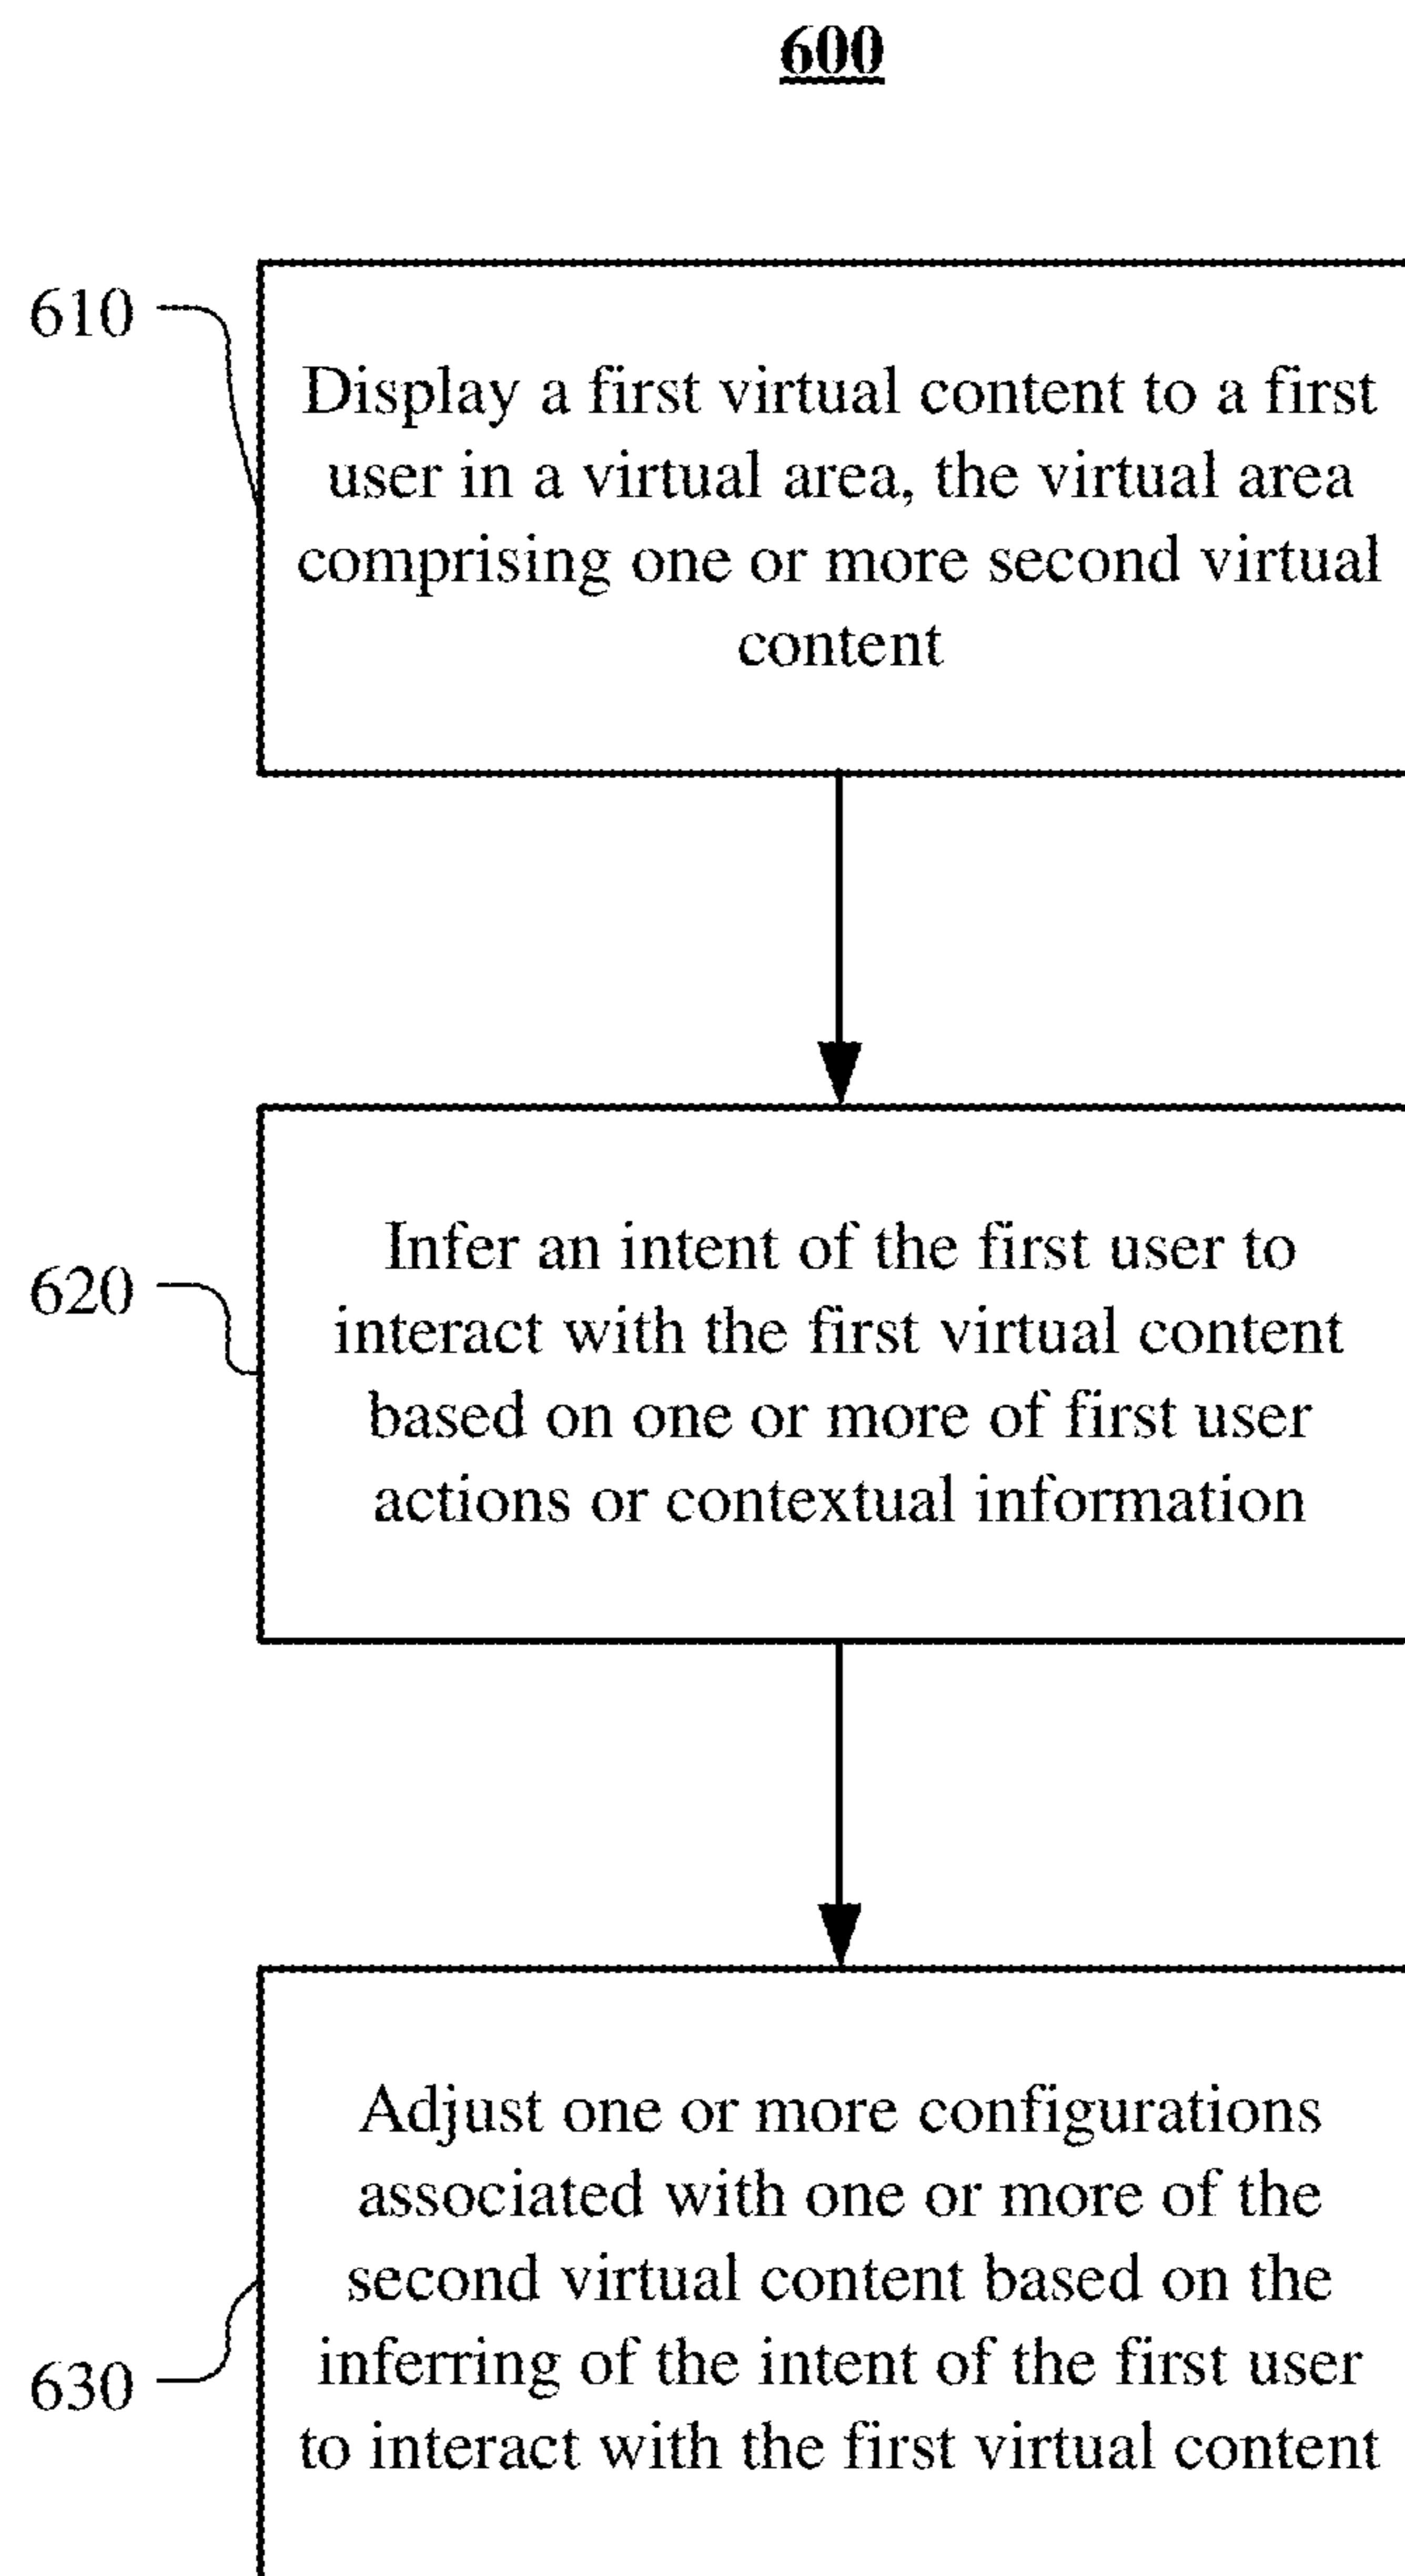 600
610
Display a first virtual content to a first
user in a virtual area, the virtual area
comprising one or more second virtual
content
620
Infer an intent of the first user to
interact with the first virtual content
based on one or more of first user
actions or contextual information
630
Adjust one or more configurations
associated with one or more of the
second virtual content based on the
inferring of the intent of the first user
to interact with the first virtual content